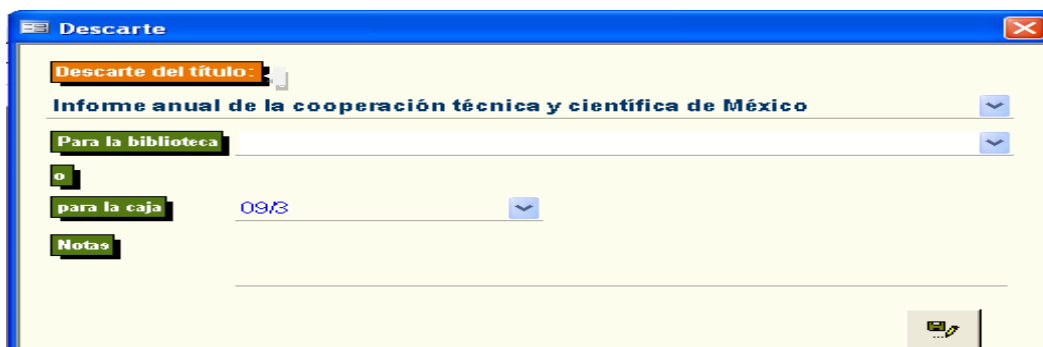 Descarte
Descarte del título:
Informe anual de la cooperación técnica y científica de México
Para la biblioteca
o
para la caja 09/3
Notas